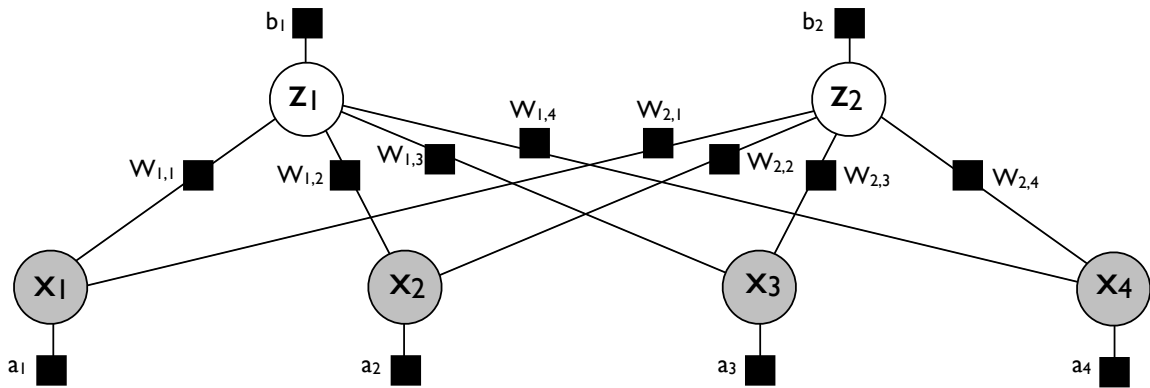 b₁ b₂
z₁ z₂
W₁,₄ W₂,₁
W₁,₁ W₁,₂ W₁,₃ W₂,₂ W₂,₃ W₂,₄
x₁ x₂ x₃ x₄
a₁ a₂ a₃ a₄